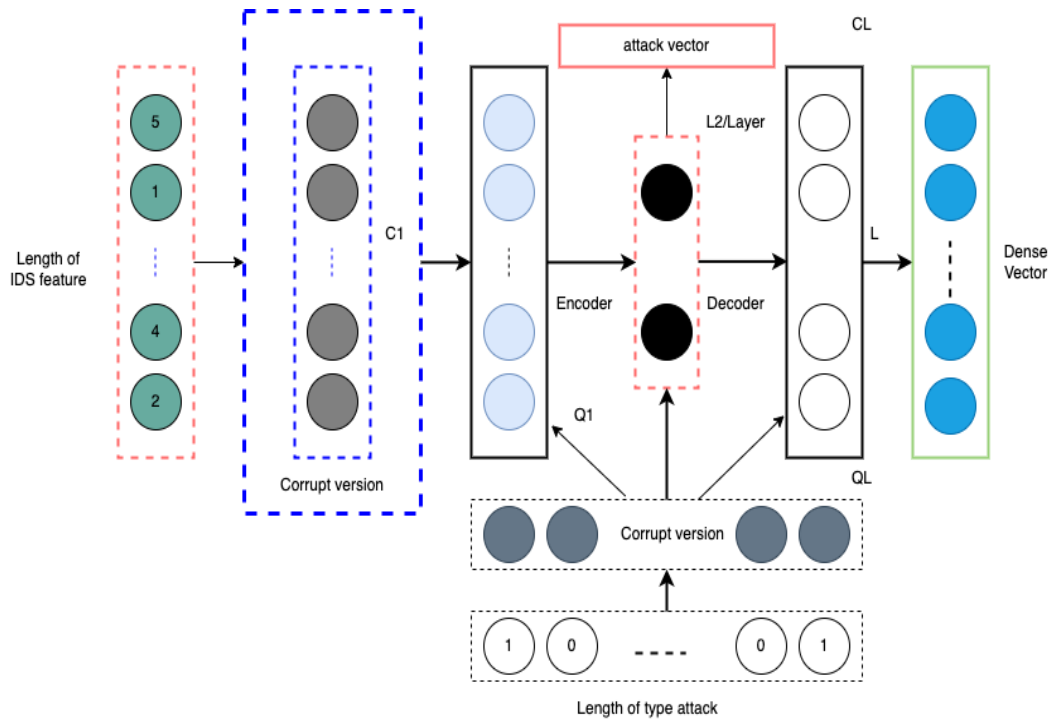 CL
attack vector
5
L2/Layer
1
C1
L
Length of
IDS feature
Dense
Vector
Encoder
Decoder
4
2
Q1
Corrupt version
QL
Corrupt version
1
0
0
1
Length of type attack